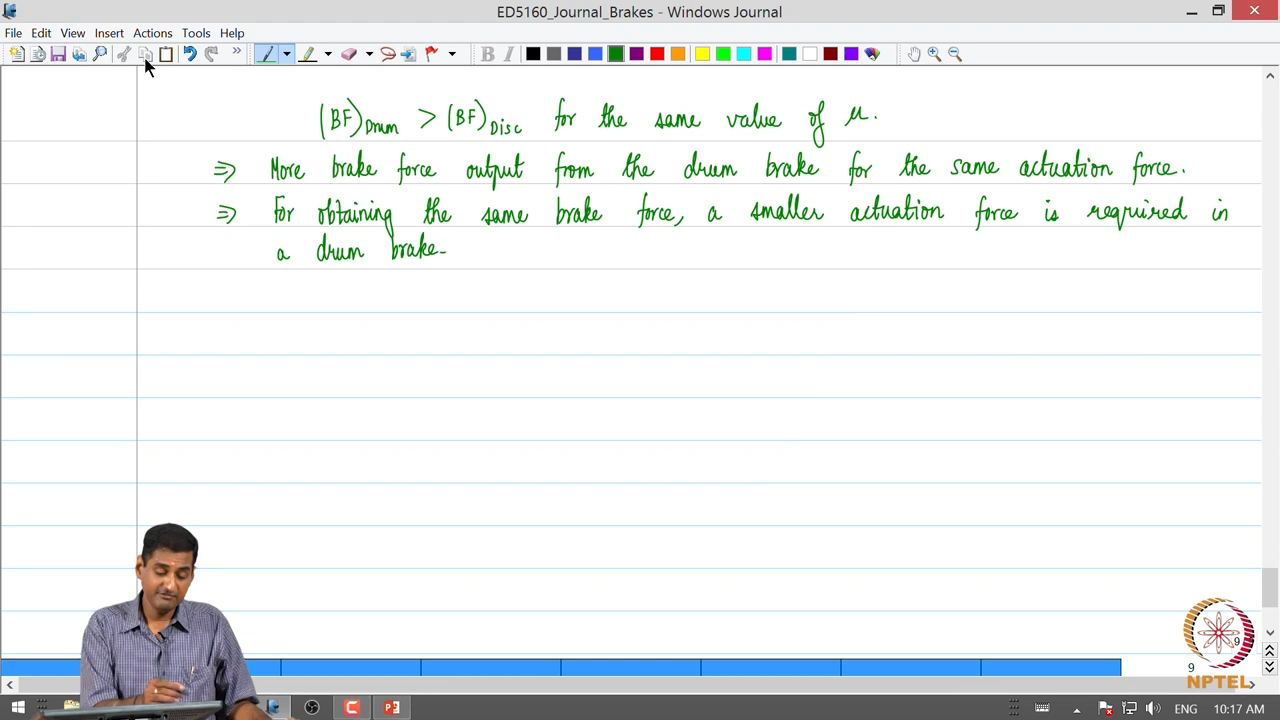 ED5160_Journal_Brakes - Windows Journal
File Edit View Insert Actions Tools Help
(BF)Drum > (BF)Disc for the same value of μ.
⇒ More brake force output from the drum brake for the same actuation force.
⇒ For obtaining the same brake force, a smaller actuation force is required in
a drum brake.
9
9
NPTEL
ENG 10:17 AM